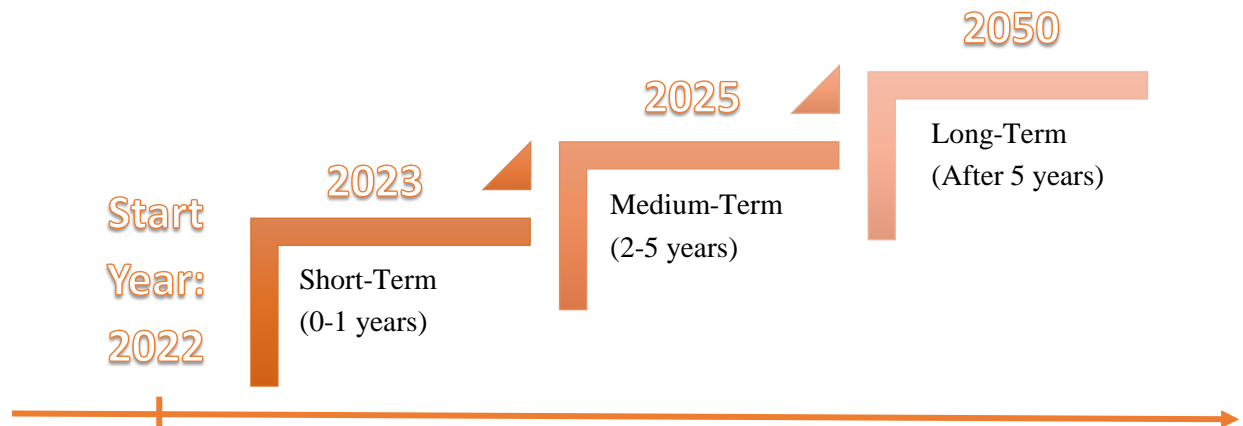 Start
Year:
2022
2023
Short-Term
(0-1 years)
2025
Medium-Term
(2-5 years)
2050
Long-Term
(After 5 years)